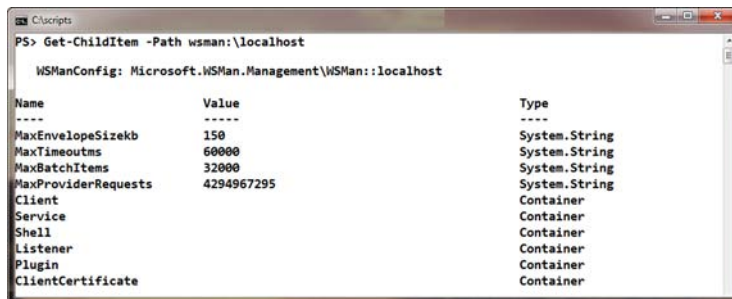 C:\scripts
PS> Get-ChildItem -Path wsman:\localhost
WSManConfig: Microsoft.WSMan.Management\WSMan::localhost
Name Value Type
---- ----- ----
MaxEnvelopeSizekb 150 System.String
MaxTimeoutms 60000 System.String
MaxBatchItems 32000 System.String
MaxProviderRequests 4294967295 System.String
Client Container
Service Container
Shell Container
Listener Container
Plugin Container
ClientCertificate Container